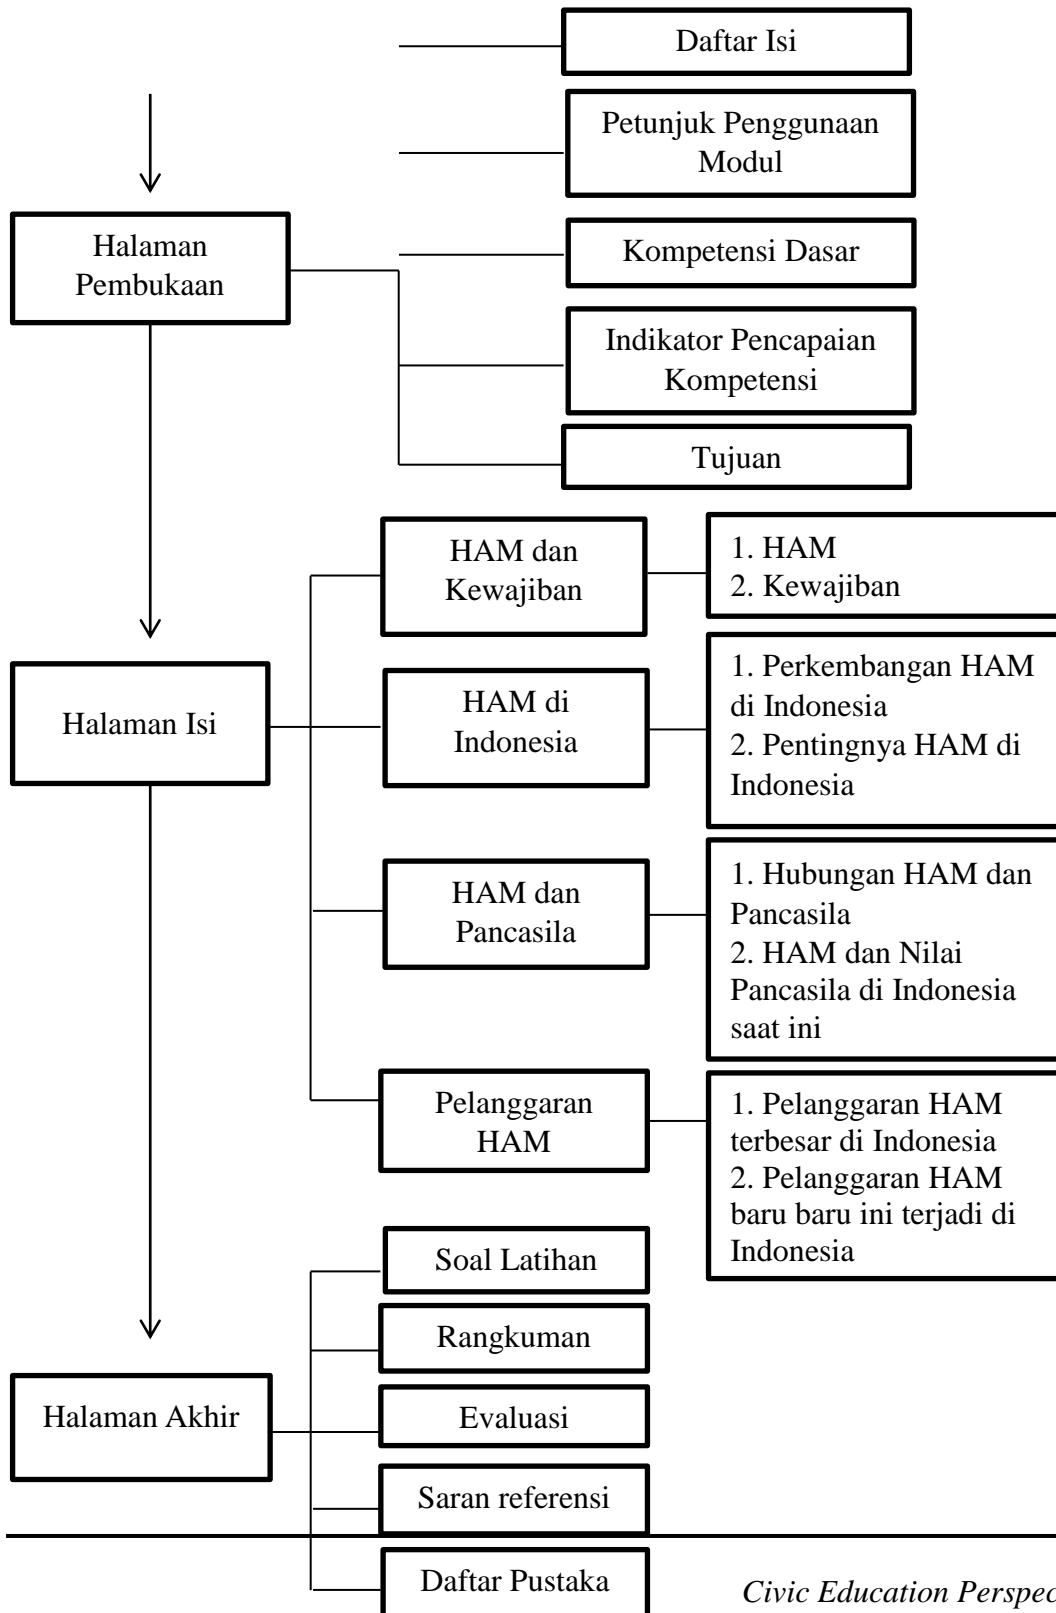 Daftar Isi
Petunjuk Penggunaan
Modul
Halaman
Pembukaan
Kompetensi Dasar
Indikator Pencapaian
Kompetensi
Tujuan
HAM dan
Kewajiban
1. HAM
2. Kewajiban
Halaman Isi
HAM di
Indonesia
1. Perkembangan HAM
di Indonesia
2. Pentingnya HAM di
Indonesia
HAM dan
Pancasila
1. Hubungan HAM dan
Pancasila
2. HAM dan Nilai
Pancasila di Indonesia
saat ini
Pelanggaran
HAM
1. Pelanggaran HAM
terbesar di Indonesia
2. Pelanggaran HAM
baru baru ini terjadi di
Indonesia
Soal Latihan
Rangkuman
Halaman Akhir
Evaluasi
Saran referensi
Daftar Pustaka
Civic Education Perspec